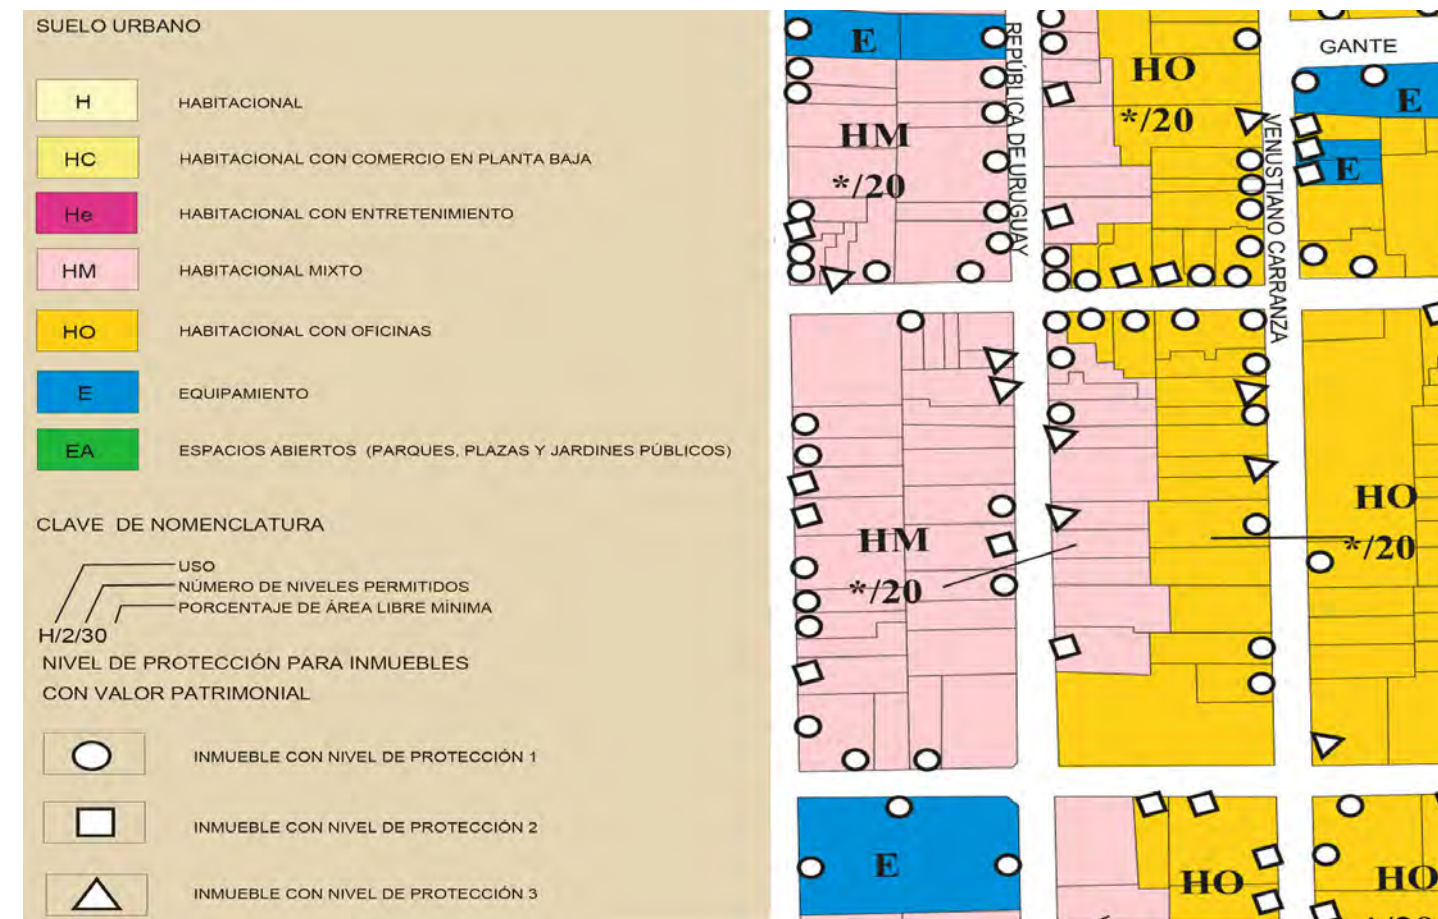 SUELO URBANO
H HABITACIONAL
HC HABITACIONAL CON COMERCIO EN PLANTA BAJA
He HABITACIONAL CON ENTRETENIMIENTO
HM HABITACIONAL MIXTO
HO HABITACIONAL CON OFICINAS
E EQUIPAMIENTO
EA ESPACIOS ABIERTOS (PARQUES, PLAZAS Y JARDINES PÚBLICOS)
CLAVE DE NOMENCLATURA
USO
NÚMERO DE NIVELES PERMITIDOS
PORCENTAJE DE ÁREA LIBRE MÍNIMA
H/2/30
NIVEL DE PROTECCIÓN PARA INMUEBLES
CON VALOR PATRIMONIAL
INMUEBLE CON NIVEL DE PROTECCIÓN 1
INMUEBLE CON NIVEL DE PROTECCIÓN 2
INMUEBLE CON NIVEL DE PROTECCIÓN 3
E
HM
*/20
REPÚBLICA DE URUGUAY
HO
*/20
VENUSTIANO CARRANZA
GANTE
E
E
HM
*/20
HO
*/20
E
HO
HO